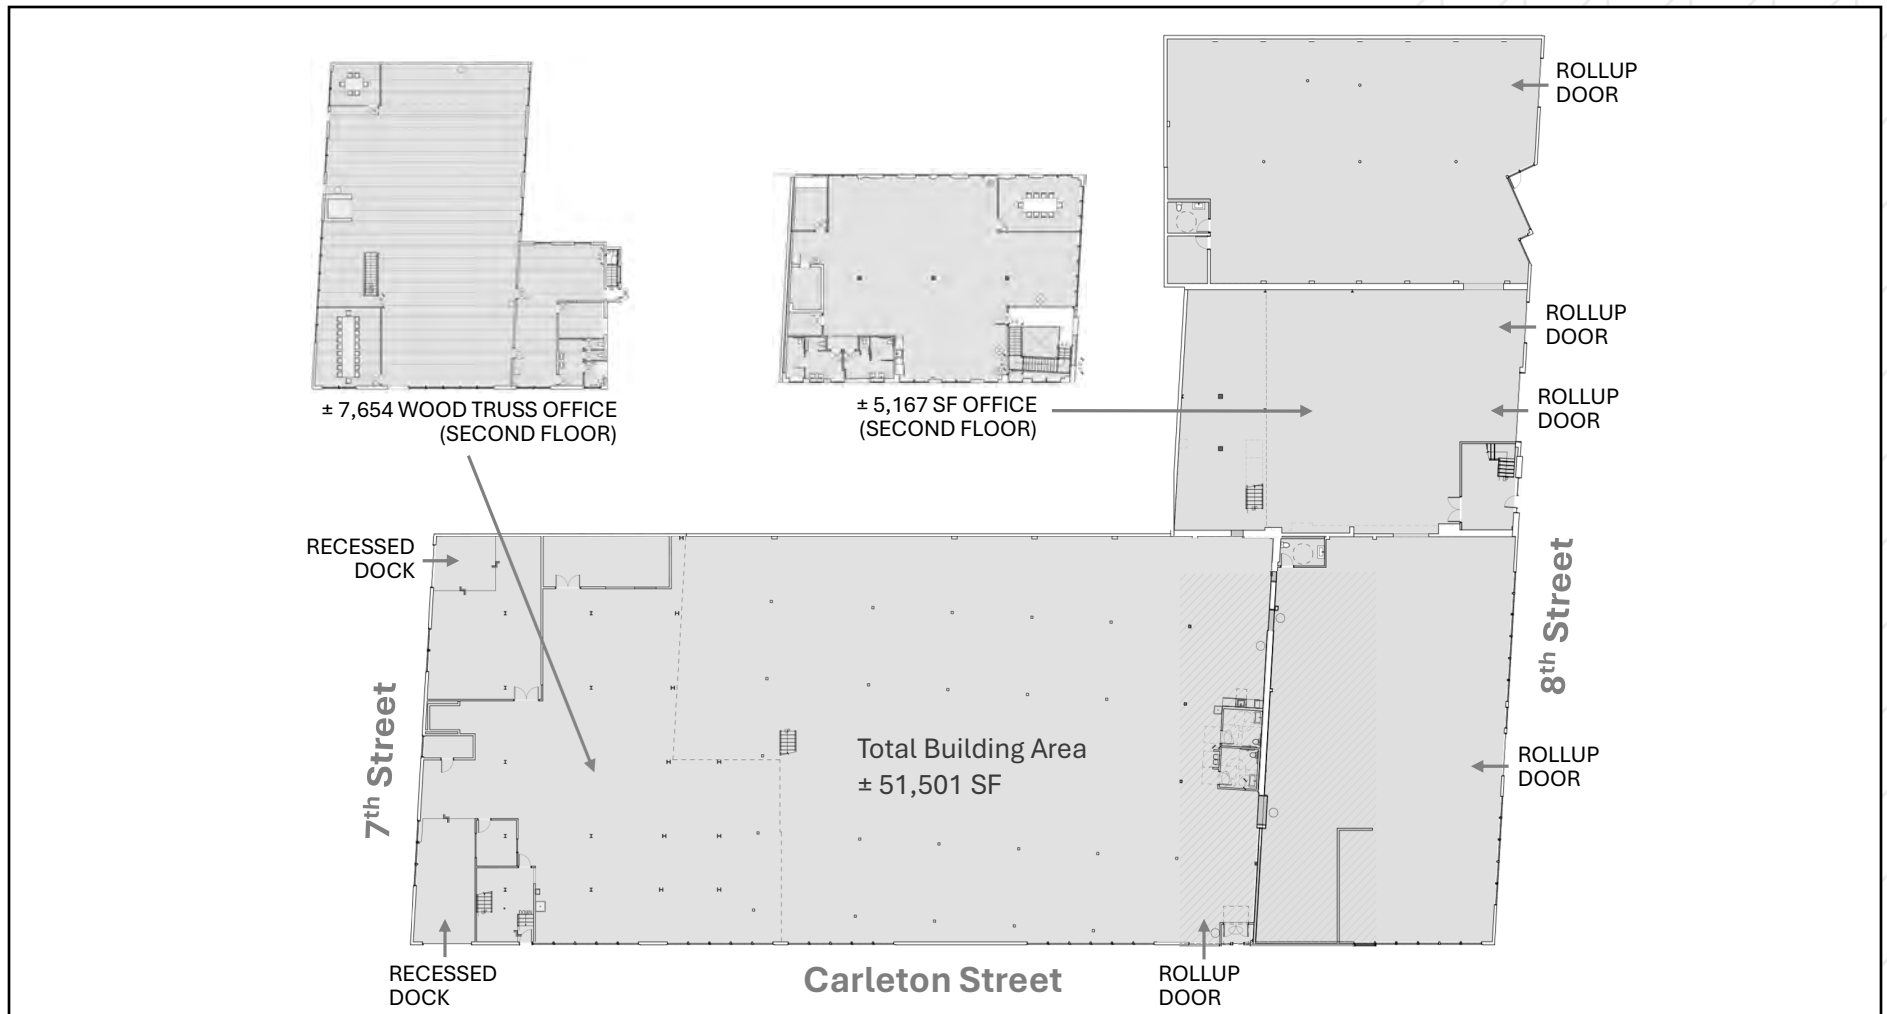 ROLLUP
DOOR
ROLLUP
DOOR
± 7,654 WOOD TRUSS OFFICE
(SECOND FLOOR)
± 5,167 SF OFFICE
(SECOND FLOOR)
ROLLUP
DOOR
RECESSED
DOCK
8th Street
7th Street
Total Building Area
± 51,501 SF
ROLLUP
DOOR
RECESSED
DOCK
Carleton Street
ROLLUP
DOOR